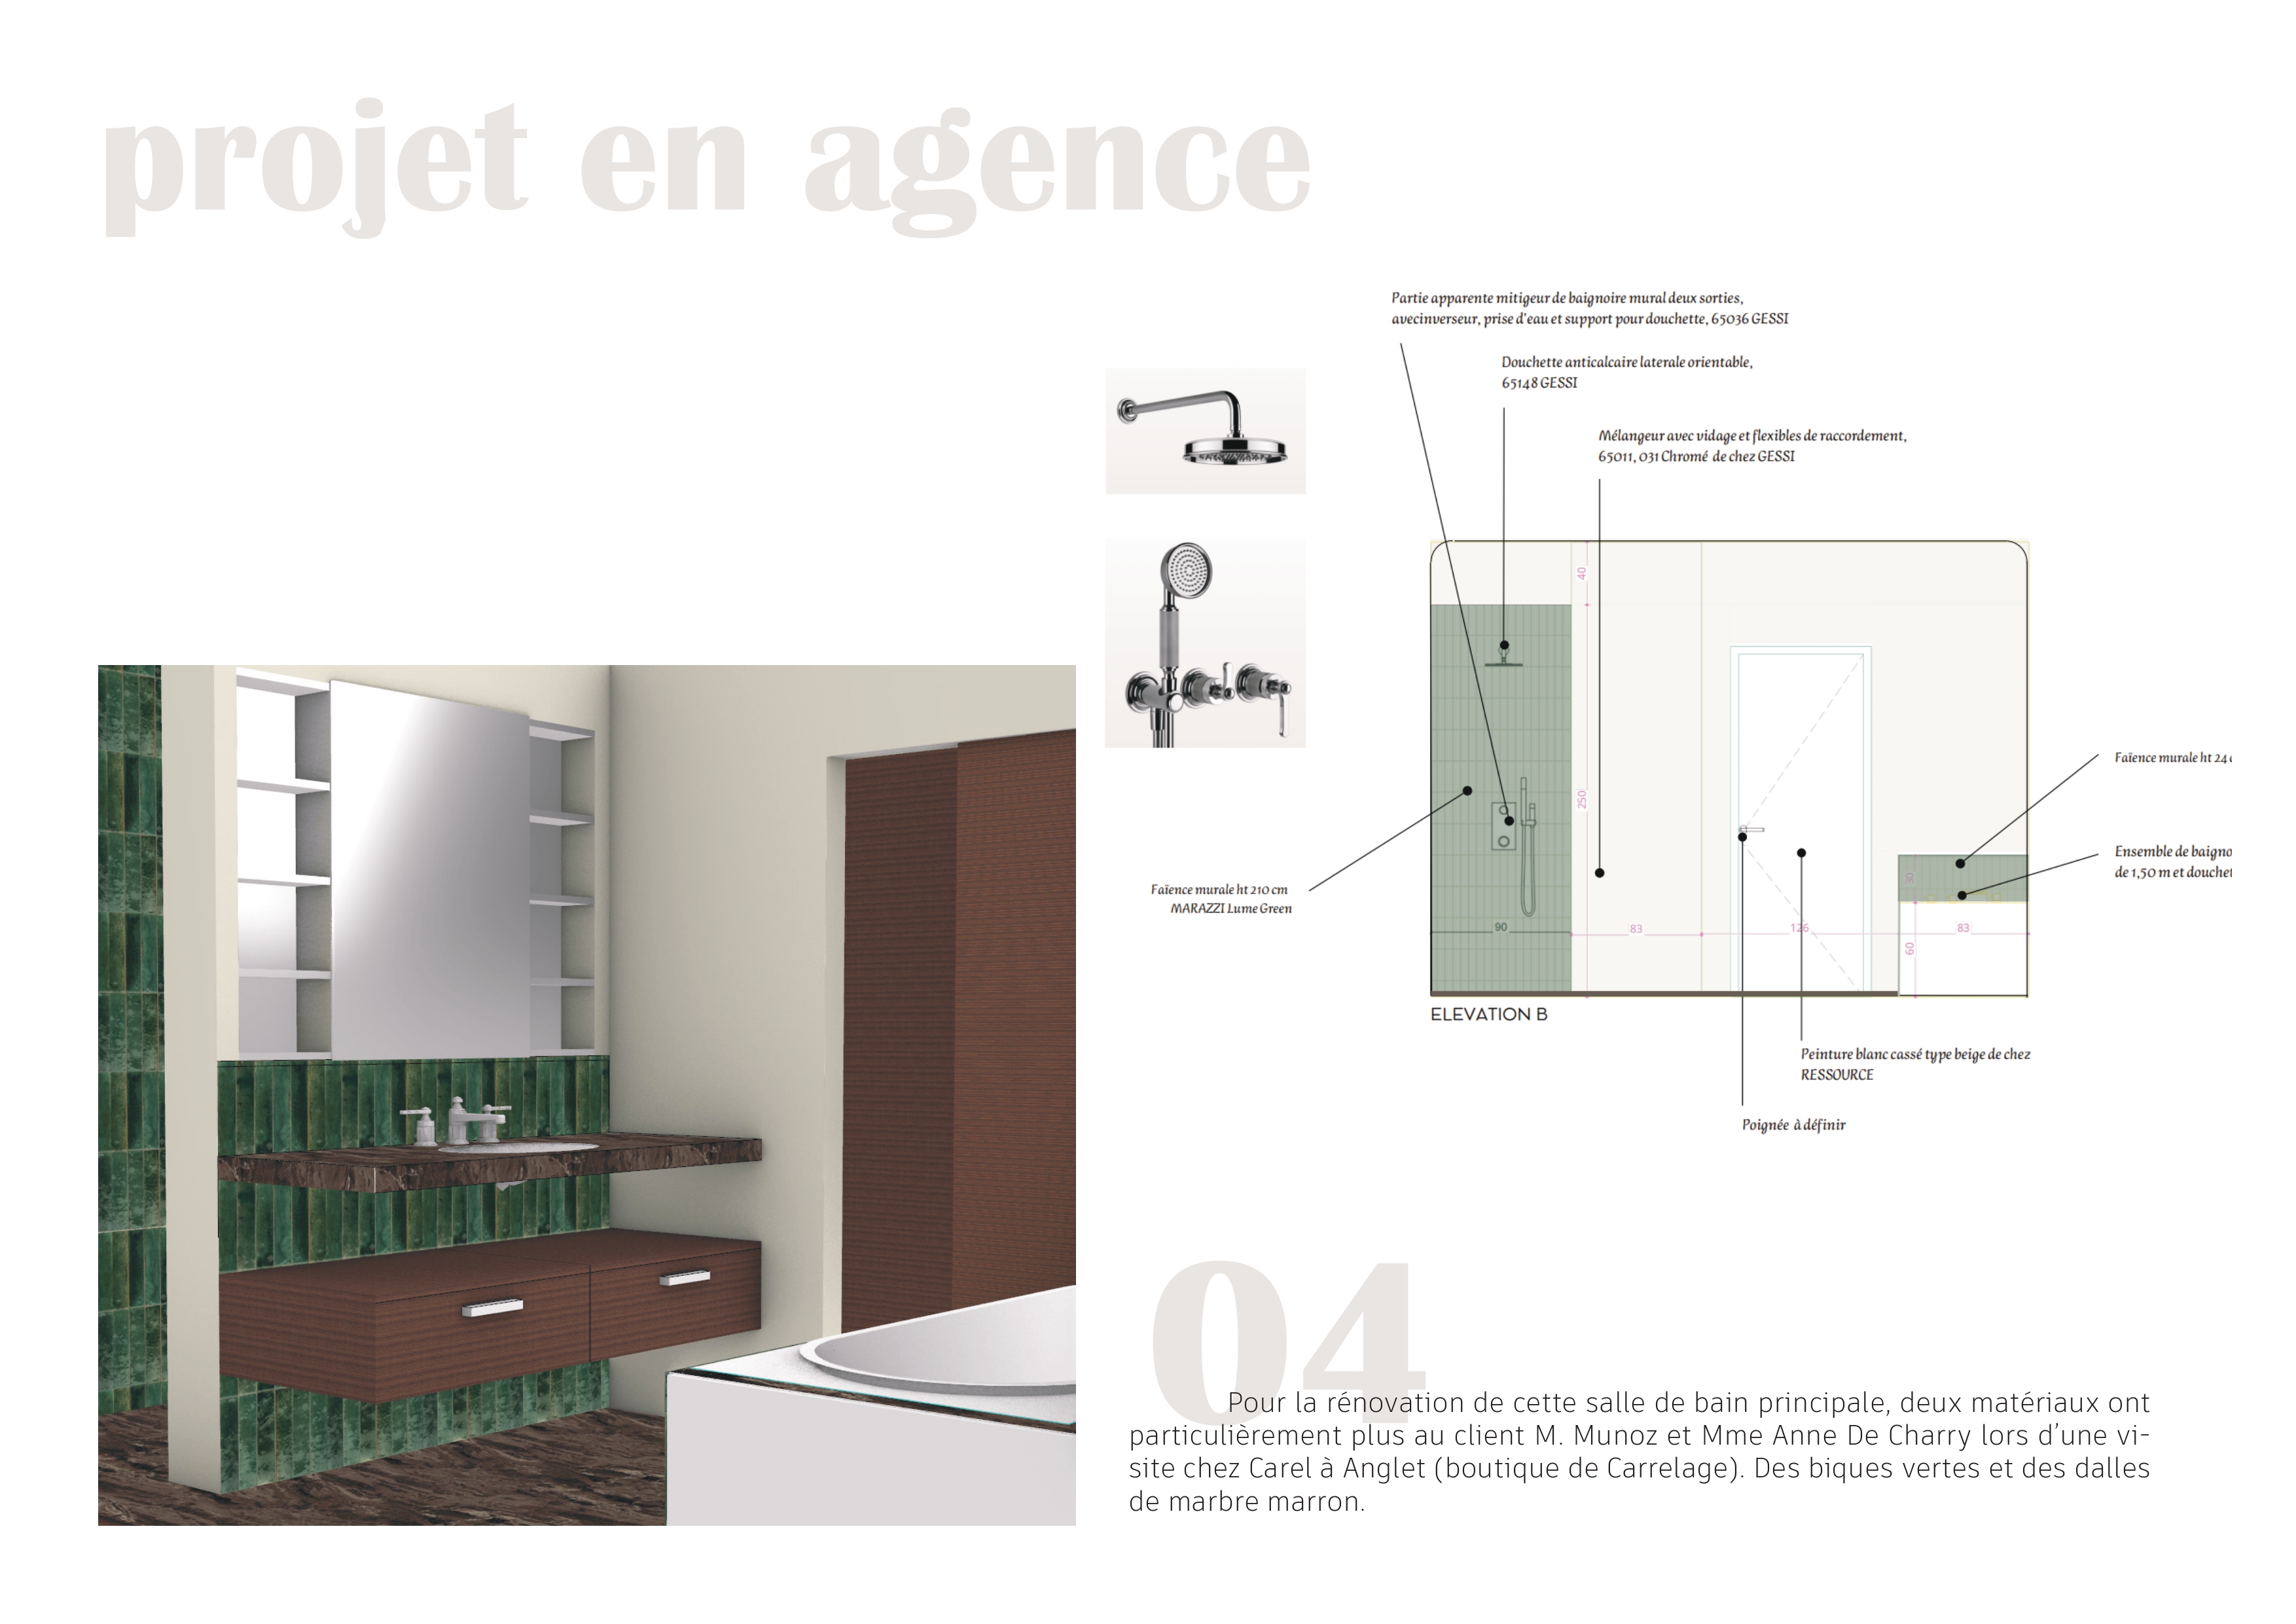 projet en agence
Partie apparente mitigeur de baignoire mural deux sorties,
avecinverseur, prise d'eau et support pour douchette, 65036 GESSI
Douchette anticalcaire laterale orientable,
65148 GESSI
Mélangeur avec vidage et flexibles de raccordement,
65011, 031 Chromé de chez GESSI
40
250
Faïence murale ht 24
Ensemble de baigno
de 1,50 m et douchet
Faïence murale ht 210 cm
MARAZZI Lume Green
30
90
83
126
83
60
ELEVATION B
Peinture blanc cassé type beige de chez
RESSOURCE
Poignée à définir
04
Pour la rénovation de cette salle de bain principale, deux matériaux ont
particulièrement plus au client M. Munoz et Mme Anne De Charry lors d'une vi-
site chez Carel à Anglet (boutique de Carrelage). Des biques vertes et des dalles
de marbre marron.